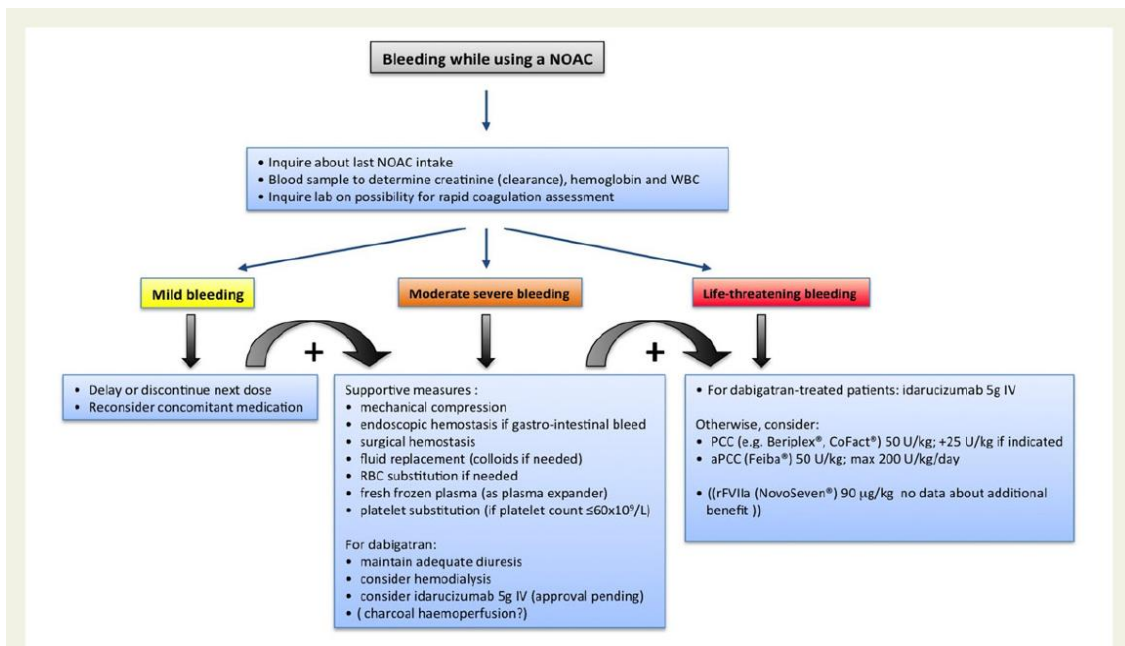 Bleeding while using a NOAC
• Inquire about last NOAC intake
• Blood sample to determine creatinine (clearance), hemoglobin and WBC
• Inquire lab on possibility for rapid coagulation assessment
Mild bleeding
Moderate severe bleeding
Life-threatening bleeding
+
+
• Delay or discontinue next dose
• Reconsider concomitant medication
Supportive measures :
• mechanical compression
• endoscopic hemostasis if gastro-intestinal bleed
• surgical hemostasis
• fluid replacement (colloids if needed)
• RBC substitution if needed
• fresh frozen plasma (as plasma expander)
• platelet substitution (if platelet count ≤60x10⁹/L)
For dabigatran:
• maintain adequate diuresis
• consider hemodialysis
• consider idarucizumab 5g IV (approval pending)
• ( charcoal haemoperfusion?)
• For dabigatran-treated patients: idarucizumab 5g IV
Otherwise, consider:
• PCC (e.g. Beriplex®, CoFact®) 50 U/kg; +25 U/kg if indicated
• aPCC (Feiba®) 50 U/kg; max 200 U/kg/day
• ((rFVIIa (NovoSeven®) 90 µg/kg no data about additional
benefit ))